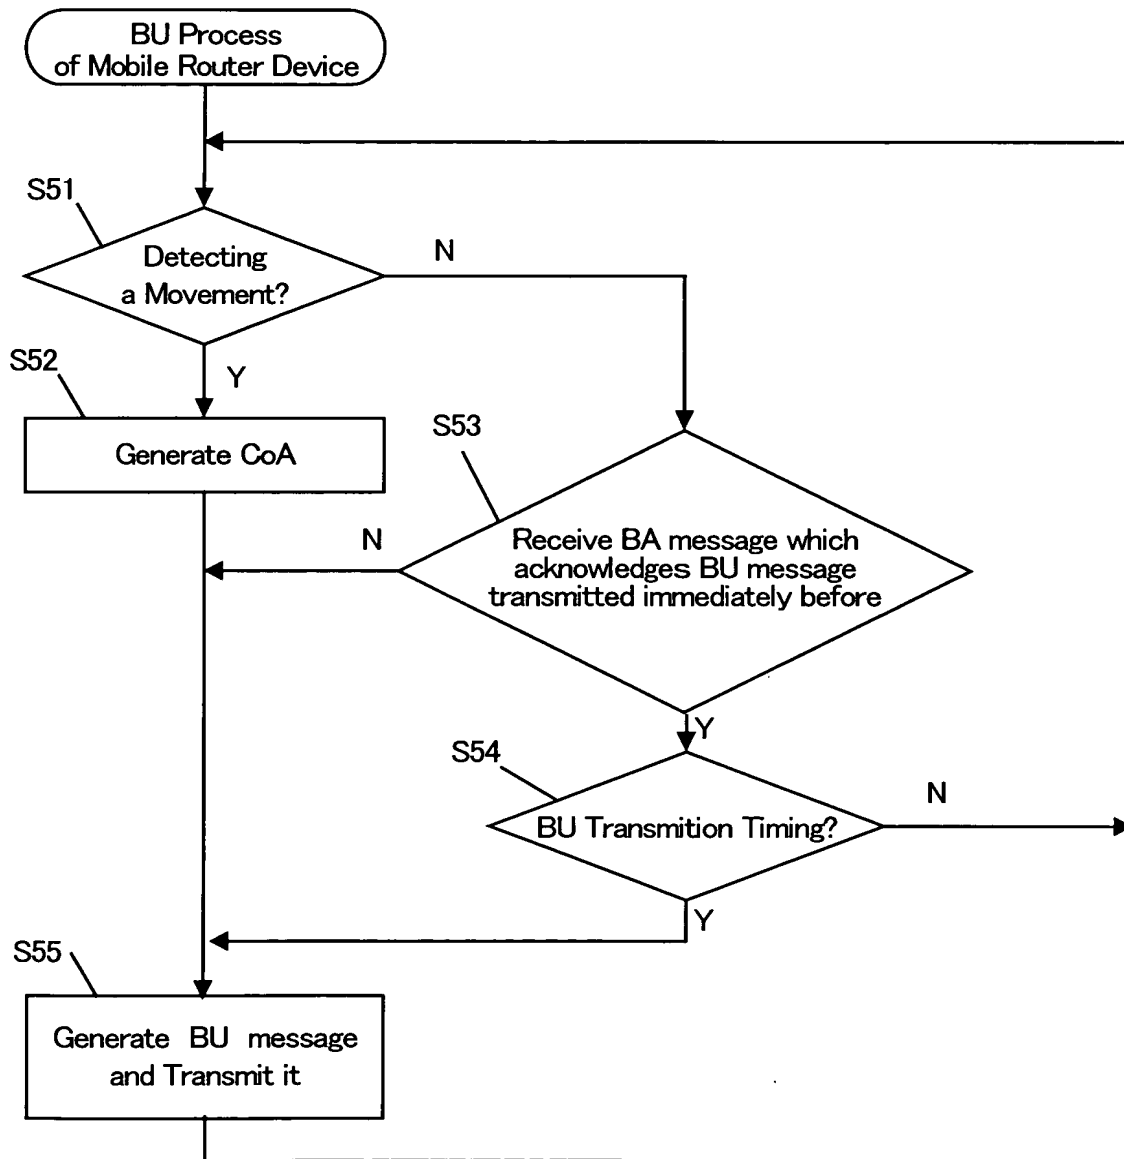 BU Process
of Mobile Router Device
S51
Detecting
a Movement?
N
Y
S52
Generate CoA
S53
N
Receive BA message which
acknowledges BU message
transmitted immediately before
Y
S54
BU Transmition Timing?
N
Y
S55
Generate BU message
and Transmit it